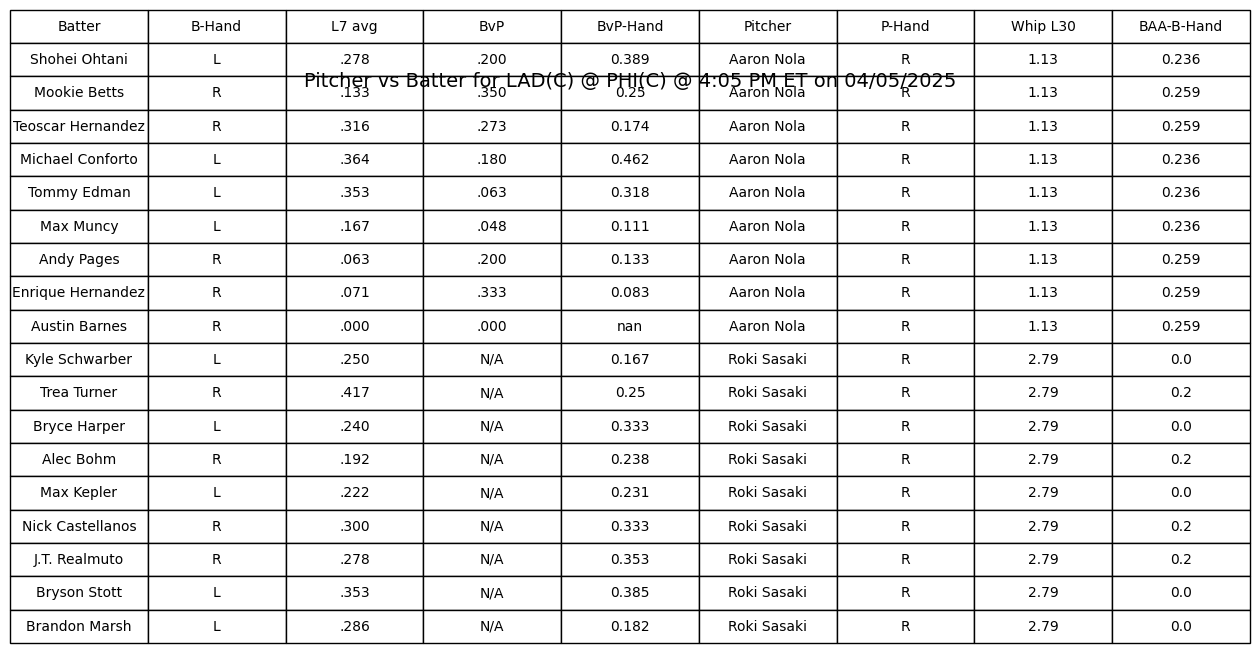 Batter B-Hand L7 avg BvP BvP-Hand Pitcher P-Hand Whip L30 BAA-B-Hand
Shohei Ohtani L .278 .200 0.389 Aaron Nola R 1.13 0.236
Pitcher vs Batter for LAD(C) @ PHI(C) @ 4:05 PM ET on 04/05/2025
Mookie Betts R .133 .350 0.25 Aaron Nola R 1.13 0.259
Teoscar Hernandez R .316 .273 0.174 Aaron Nola R 1.13 0.259
Michael Conforto L .364 .180 0.462 Aaron Nola R 1.13 0.236
Tommy Edman L .353 .063 0.318 Aaron Nola R 1.13 0.236
Max Muncy L .167 .048 0.111 Aaron Nola R 1.13 0.236
Andy Pages R .063 .200 0.133 Aaron Nola R 1.13 0.259
Enrique Hernandez R .071 .333 0.083 Aaron Nola R 1.13 0.259
Austin Barnes R .000 .000 nan Aaron Nola R 1.13 0.259
Kyle Schwarber L .250 N/A 0.167 Roki Sasaki R 2.79 0.0
Trea Turner R .417 N/A 0.25 Roki Sasaki R 2.79 0.2
Bryce Harper L .240 N/A 0.333 Roki Sasaki R 2.79 0.0
Alec Bohm R .192 N/A 0.238 Roki Sasaki R 2.79 0.2
Max Kepler L .222 N/A 0.231 Roki Sasaki R 2.79 0.0
Nick Castellanos R .300 N/A 0.333 Roki Sasaki R 2.79 0.2
J.T. Realmuto R .278 N/A 0.353 Roki Sasaki R 2.79 0.2
Bryson Stott L .353 N/A 0.385 Roki Sasaki R 2.79 0.0
Brandon Marsh L .286 N/A 0.182 Roki Sasaki R 2.79 0.0